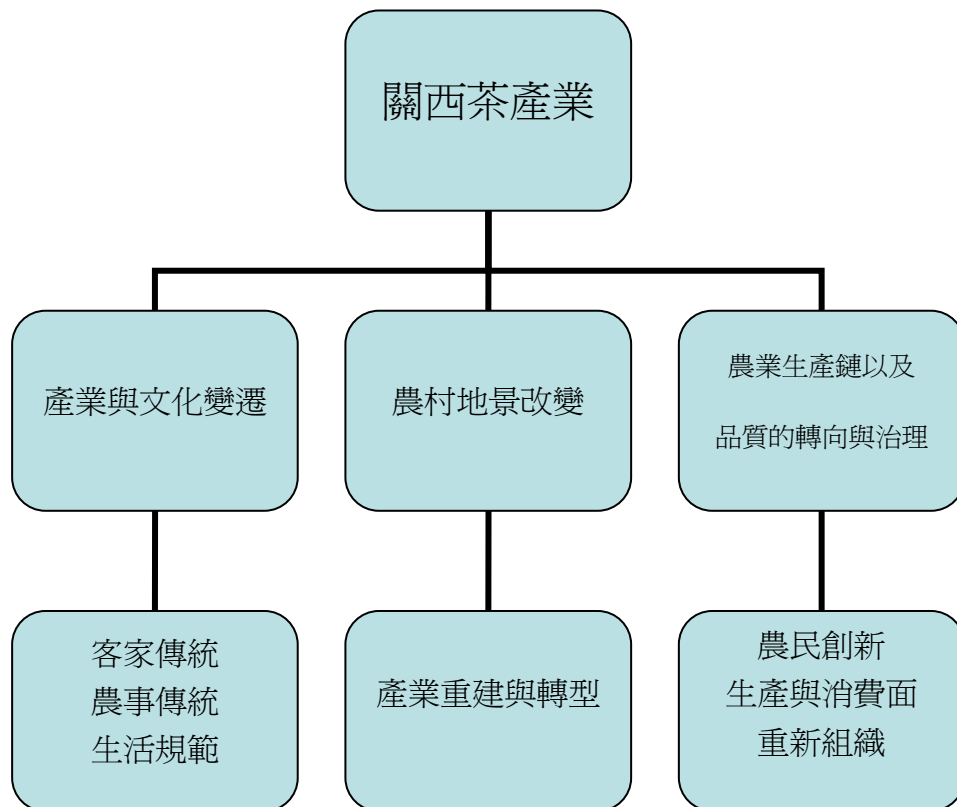 關西茶產業
產業與文化變遷
農村地景改變
農業生產鏈以及
品質的轉向與治理
客家傳統
農事傳統
生活規範
產業重建與轉型
農民創新
生產與消費面
重新組織